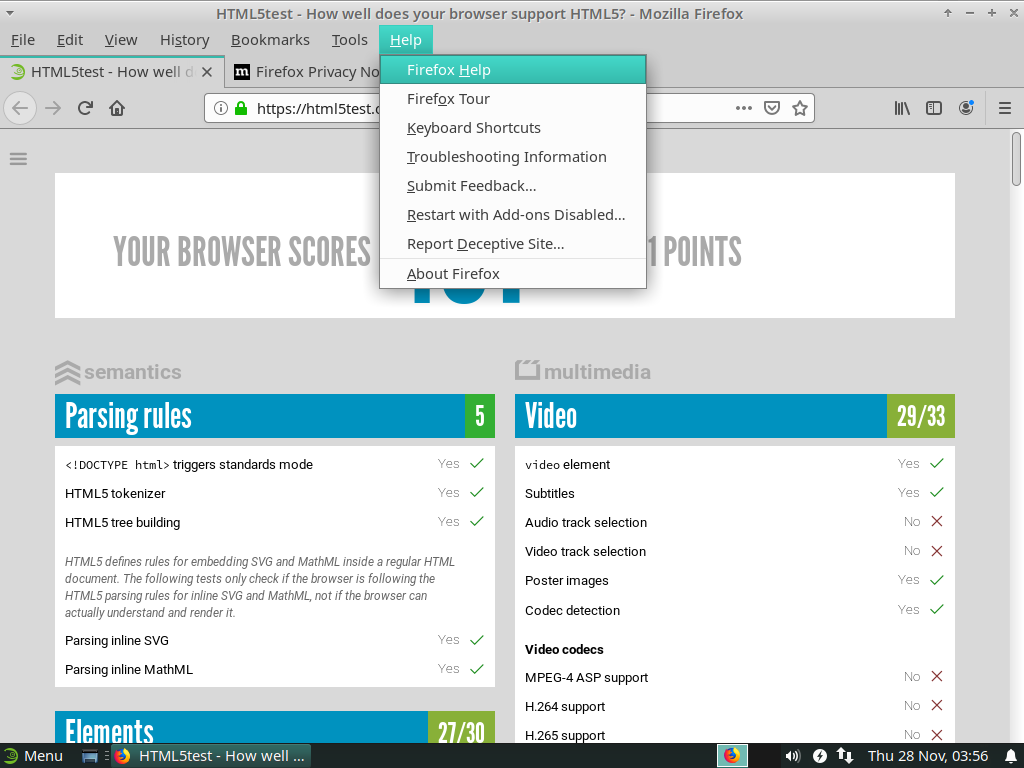 HTML5test - How well does your browser support HTML5? - Mozilla Firefox
File Edit View History Bookmarks Tools Help
HTML5test - How well d
Firefox Privacy No
https://html5test.c
Firefox Help
Firefox Tour
Keyboard Shortcuts
Troubleshooting Information
Submit Feedback...
Restart with Add-ons Disabled...
Report Deceptive Site...
About Firefox
YOUR BROWSER SCORES
1 POINTS
semantics
Parsing rules 5
<!DOCTYPE html> triggers standards mode Yes
HTML5 tokenizer Yes
HTML5 tree building Yes
HTML5 defines rules for embedding SVG and MathML inside a regular HTML
document. The following tests only check if the browser is following the
HTML5 parsing rules for inline SVG and MathML, not if the browser can
actually understand and render it.
Parsing inline SVG Yes
Parsing inline MathML Yes
Elements 27/30
multimedia
Video 29/33
video element Yes
Subtitles Yes
Audio track selection No
Video track selection No
Poster images Yes
Codec detection Yes
Video codecs
MPEG-4 ASP support No
H.264 support No
H.265 support No
Menu
HTML5test - How well ...
Thu 28 Nov, 03:56